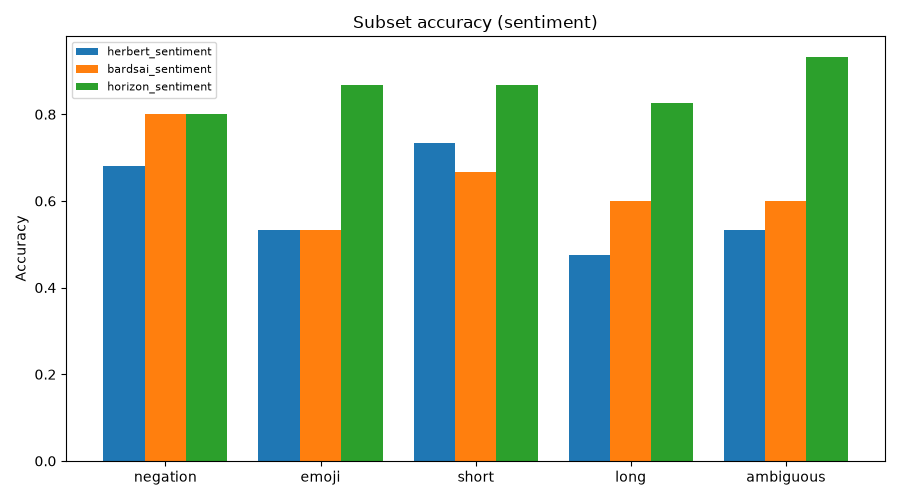 Subset accuracy (sentiment)
herbert_sentiment
bardsai_sentiment
horizon_sentiment
Accuracy
0.8
0.6
0.4
0.2
0.0
negation emoji short long ambiguous